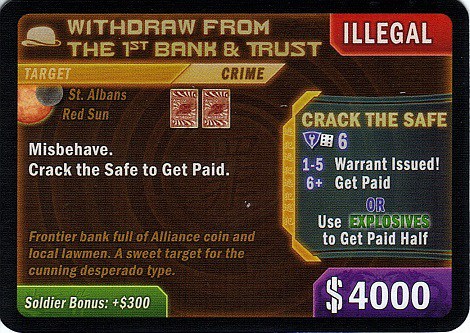 WITHDRAW FROM
THE 1ST BANK & TRUST
ILLEGAL
TARGET
CRIME
St. Albans
Red Sun
Misbehave.
Crack the Safe to Get Paid.
Frontier bank full of Alliance coin and
local lawmen. A sweet target for the
cunning desperado type.
CRACK THE SAFE
6
1-5 Warrant Issued!
6+ Get Paid
OR
Use EXPLOSIVES
to Get Paid Half
Soldier Bonus: +$300
$4000